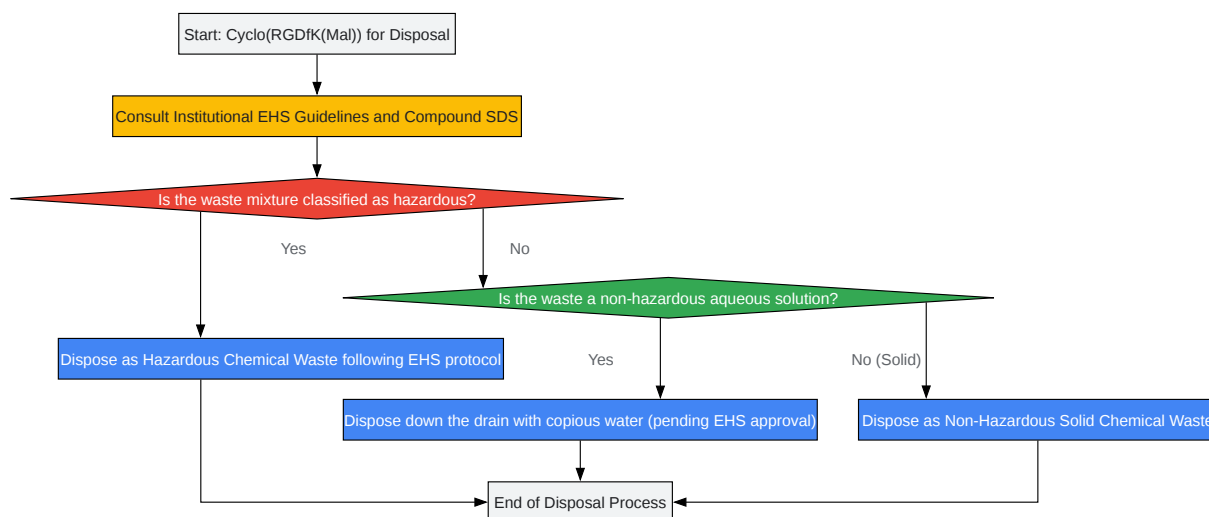 Start: Cyclo(RGDfK(Mal)) for Disposal
Consult Institutional EHS Guidelines and Compound SDS
Is the waste mixture classified as hazardous?
Yes
No
Is the waste a non-hazardous aqueous solution?
Dispose as Hazardous Chemical Waste following EHS protocol
Yes
No (Solid)
Dispose down the drain with copious water (pending EHS approval)
Dispose as Non-Hazardous Solid Chemical Waste
End of Disposal Process